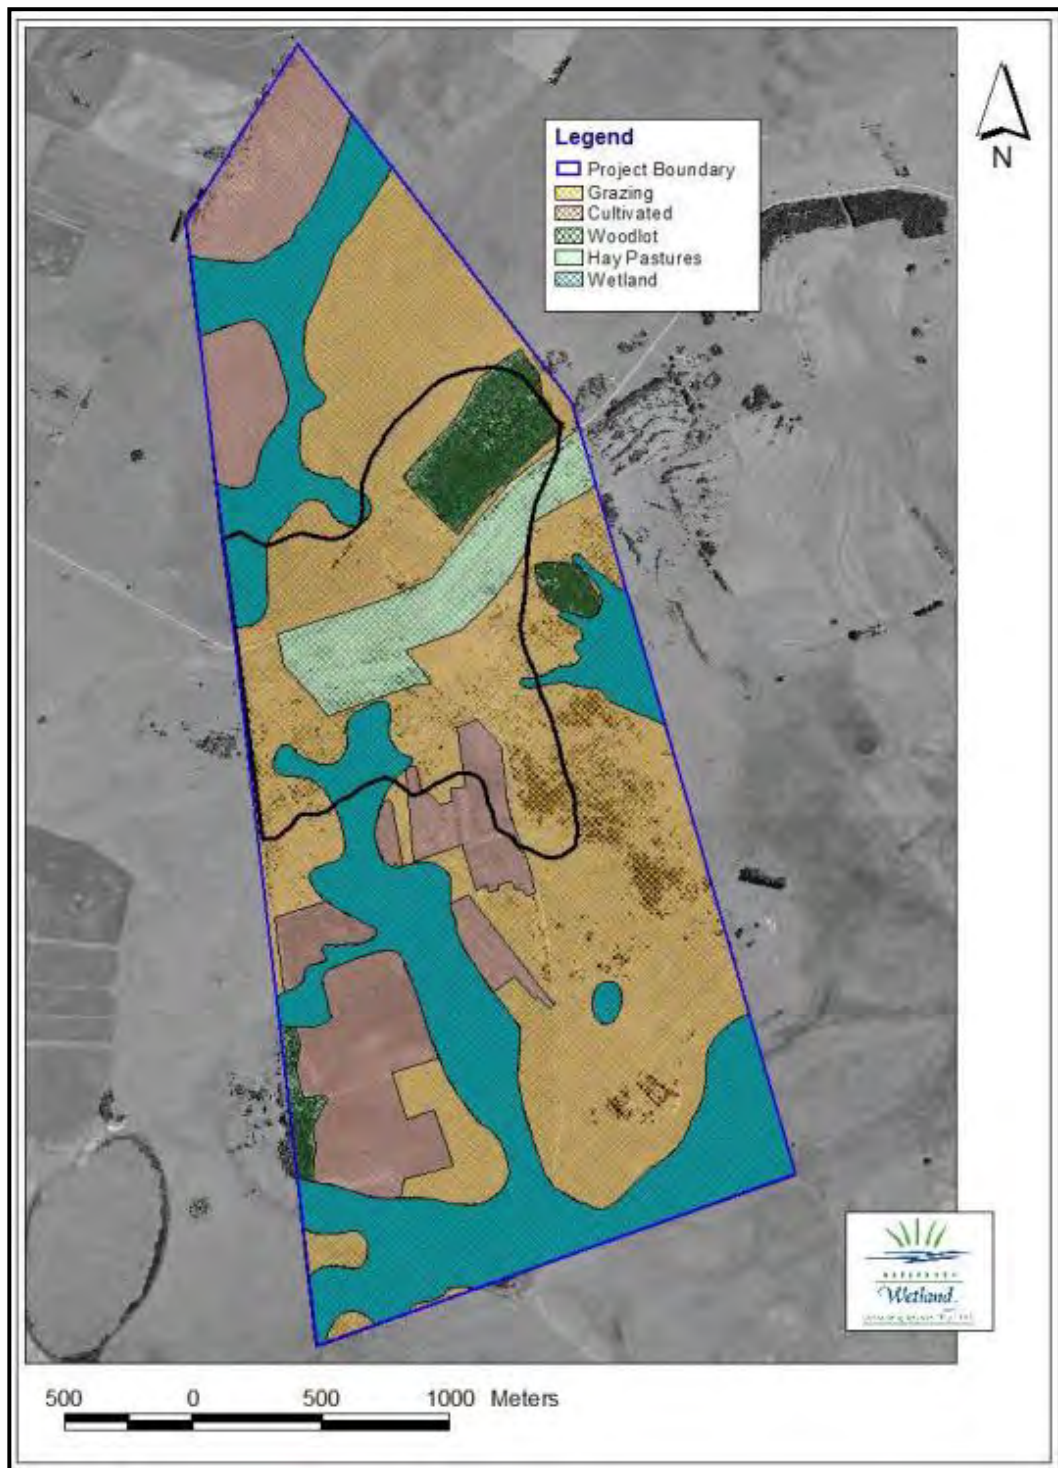 N
Legend
Project Boundary
Grazing
Cultivated
Woodlot
Hay Pastures
Wetland
Wetland
500 0 500 1000 Meters